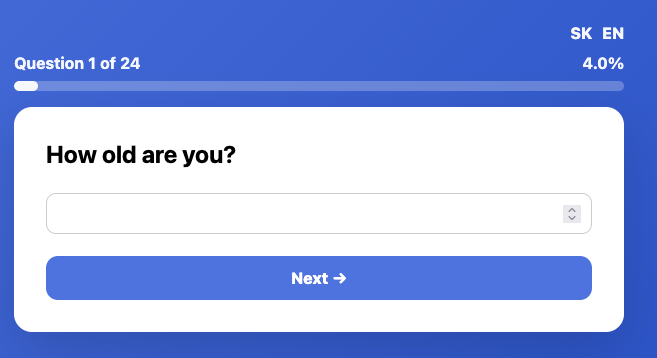 SK EN
Question 1 of 24 4.0%
How old are you?
Next →